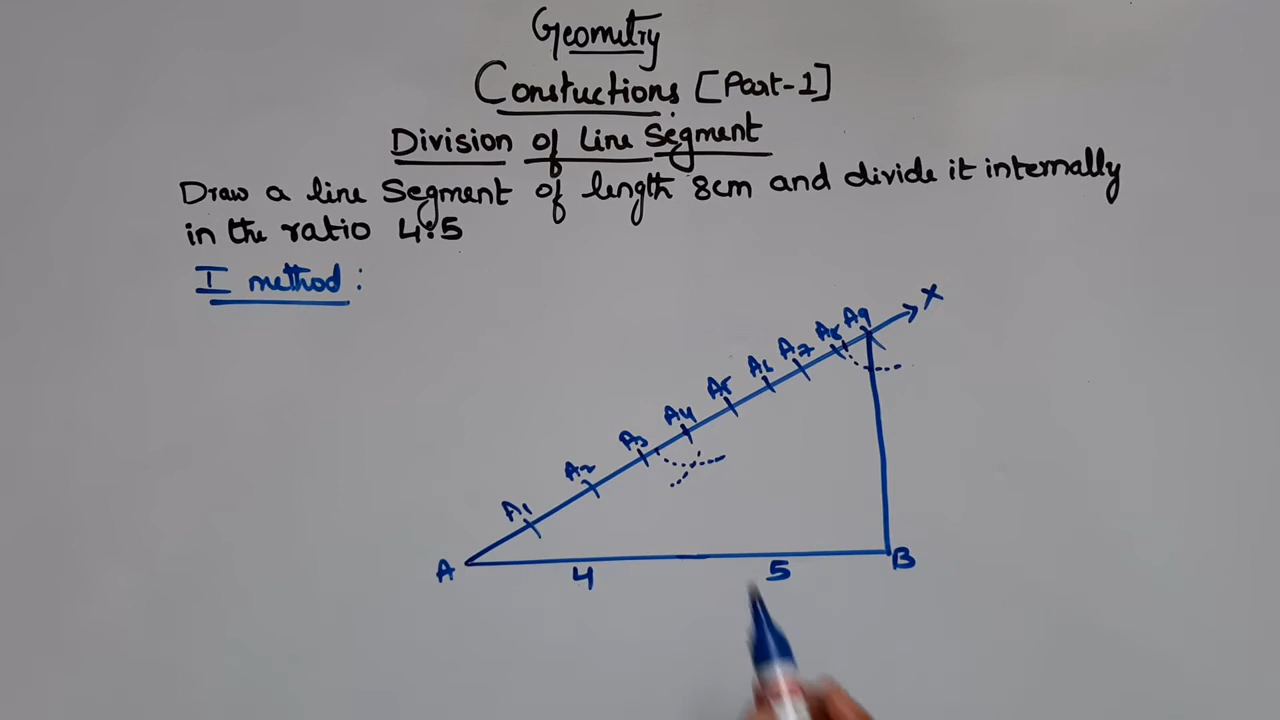 Geometry
Constuctions [Part-1]
Division of Line Segment
Draw a line Segment of length 8cm and divide it internally
in the ratio 4:5
I method:
X
A9
A8
A7
A6
A5
A4
A3
A2
A1
A
4
5
B